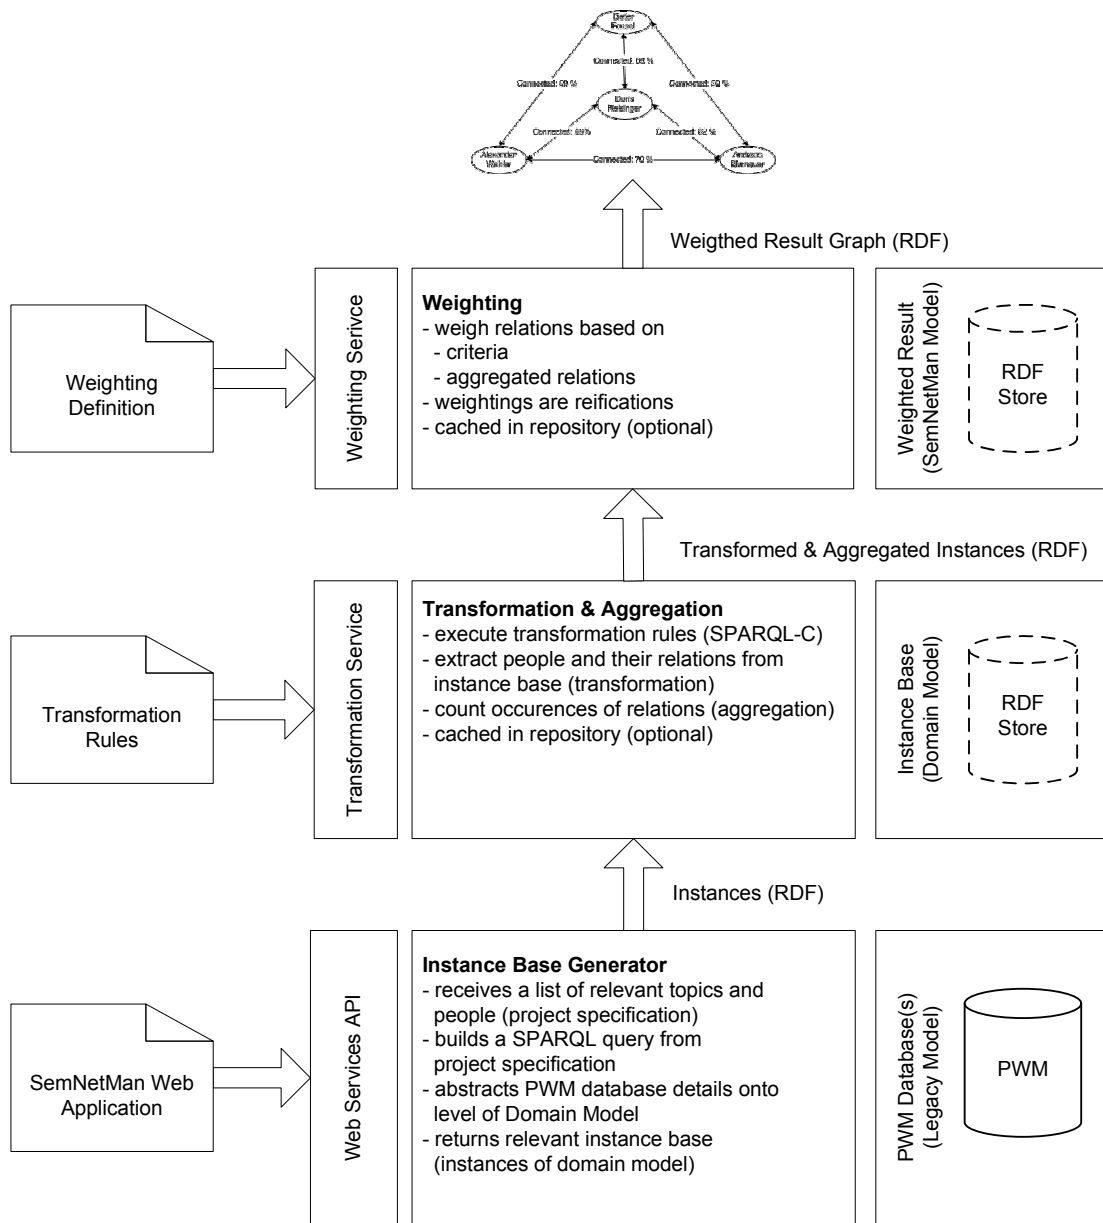 Connected: 70 %
Weigthed Result Graph (RDF)
Weighting
Definition
Weighting Serivce
Weighting
- weigh relations based on
- criteria
- aggregated relations
- weightings are reifications
- cached in repository (optional)
Weighted Result
(SemNetMan Model)
RDF
Store
Transformed & Aggregated Instances (RDF)
Transformation
Rules
Transformation Service
Transformation & Aggregation
- execute transformation rules (SPARQL-C)
- extract people and their relations from
instance base (transformation)
- count occurences of relations (aggregation)
- cached in repository (optional)
Instance Base
(Domain Model)
RDF
Store
Instances (RDF)
SemNetMan Web
Application
Web Services API
Instance Base Generator
- receives a list of relevant topics and
people (project specification)
- builds a SPARQL query from
project specification
- abstracts PWM database details onto
level of Domain Model
- returns relevant instance base
(instances of domain model)
PWM Database(s)
(Legacy Model)
PWM